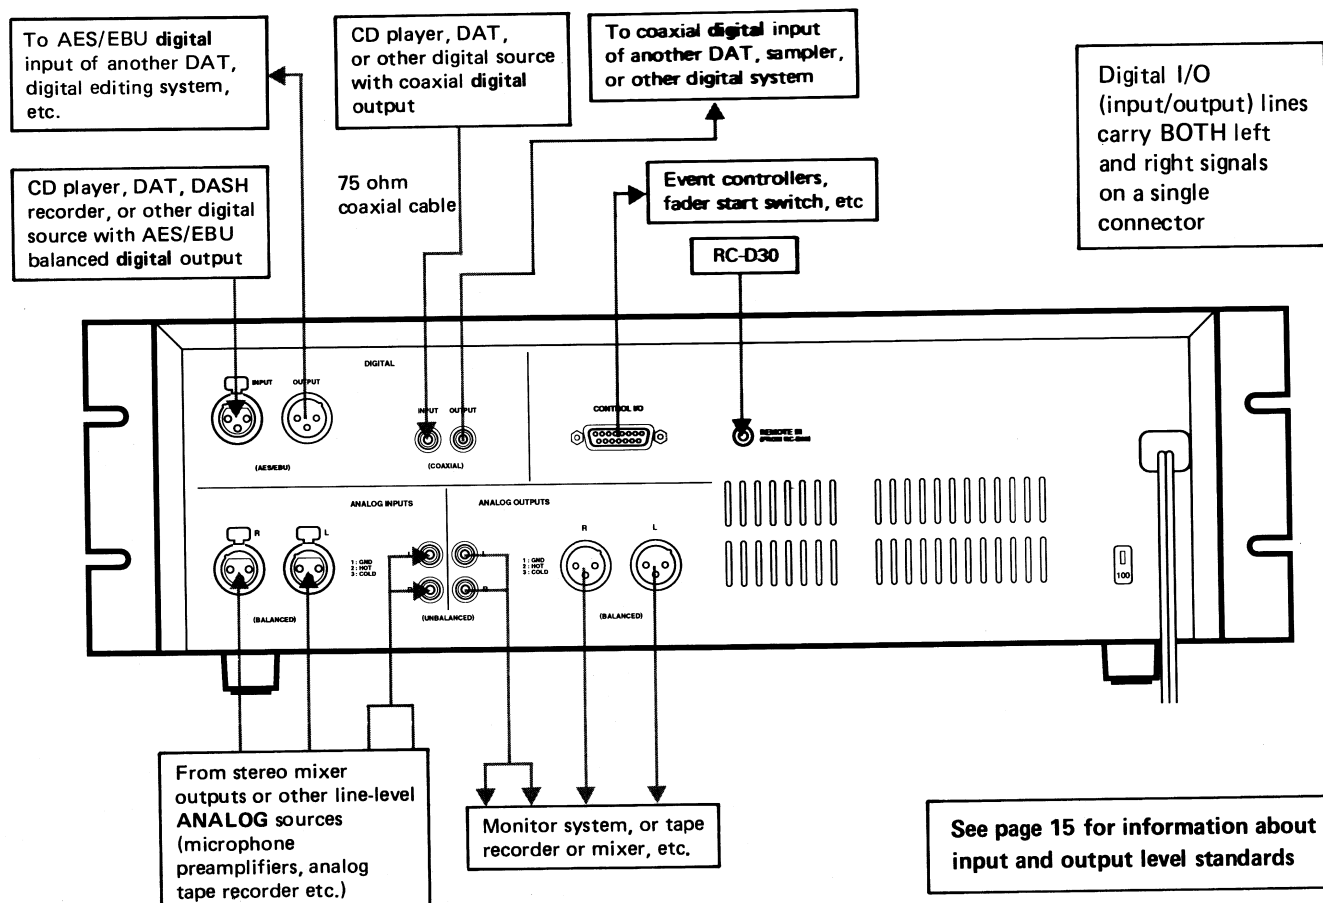 To AES/EBU digital
input of another DAT,
digital editing system,
etc.
CD player, DAT,
or other digital source
with coaxial digital
output
To coaxial digital input
of another DAT, sampler,
or other digital system
Digital I/O
(input/output) lines
carry BOTH left
and right signals
on a single
connector
CD player, DAT, DASH
recorder, or other digital
source with AES/EBU
balanced digital output
75 ohm
coaxial cable
Event controllers,
fader start switch, etc
RC-D30
DIGITAL
INPUT
OUTPUT
INPUT
OUTPUT
CONTROL I/O
REMOTE IN
(FROM RC-D30)
(AES/EBU)
(COAXIAL)
ANALOG INPUTS
ANALOG OUTPUTS
R
L
1 : GND
2 : HOT
3 : COLD
L
R
L
R
1 : GND
2 : HOT
3 : COLD
R
L
100
(BALANCED)
(UNBALANCED)
(BALANCED)
From stereo mixer
outputs or other line-level
ANALOG sources
(microphone
preamplifiers, analog
tape recorder etc.)
Monitor system, or tape
recorder or mixer, etc.
See page 15 for information about
input and output level standards